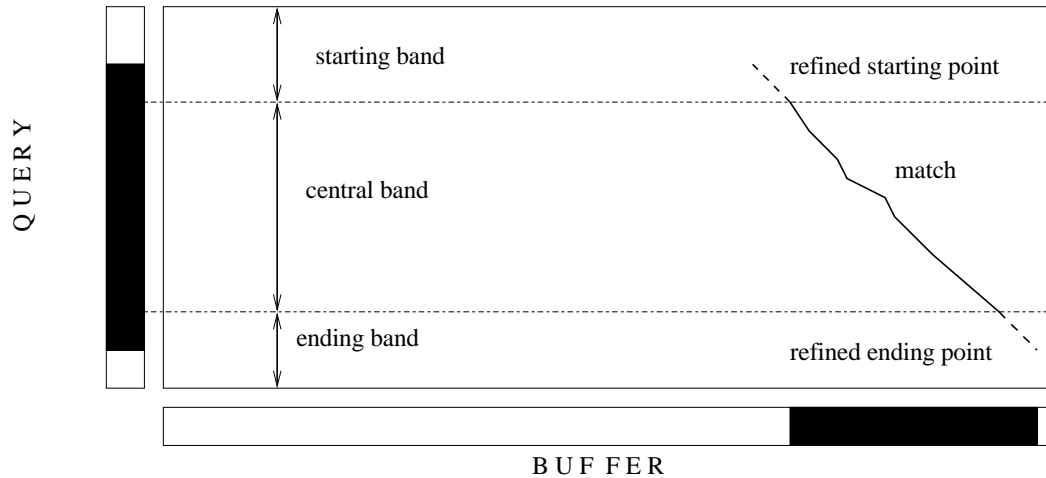 starting band
refined starting point
QUERY
central band
match
ending band
refined ending point
BUFFER